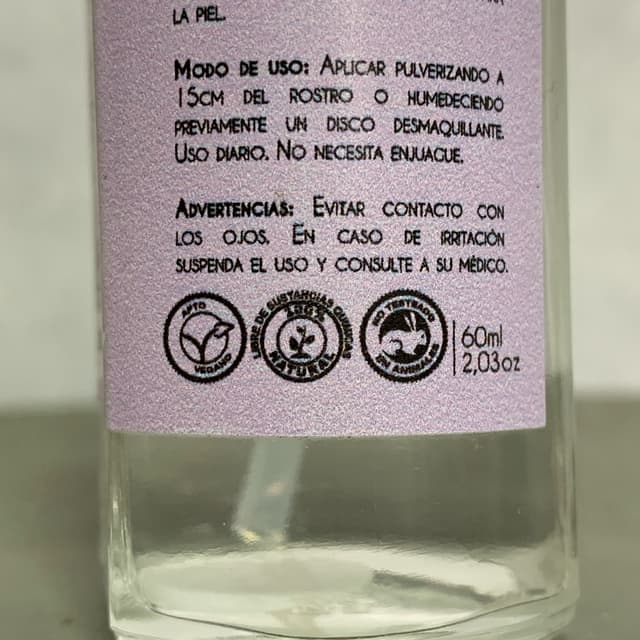 LA PIEL.
MODO DE USO: APLICAR PULVERIZANDO A
15CM DEL ROSTRO O HUMEDECIENDO
PREVIAMENTE UN DISCO DESMAQUILLANTE.
USO DIARIO. NO NECESITA ENJUAGUE.
ADVERTENCIAS: EVITAR CONTACTO CON
LOS OJOS. EN CASO DE IRRITACIÓN
SUSPENDA EL USO Y CONSULTE A SU MÉDICO.
APTO
VEGANO
LIBRE DE SUSTANCIAS QUIMICAS
100%
NATURAL
NO TESTEADO
EN ANIMALES
60ml
2,03oz